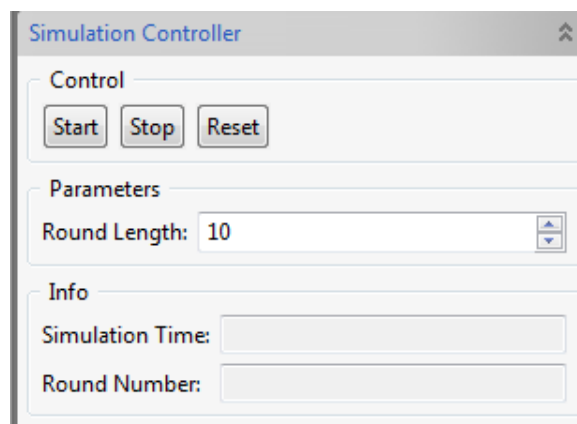 Simulation Controller
Control
Start Stop Reset
Parameters
Round Length: 10
Info
Simulation Time:
Round Number: